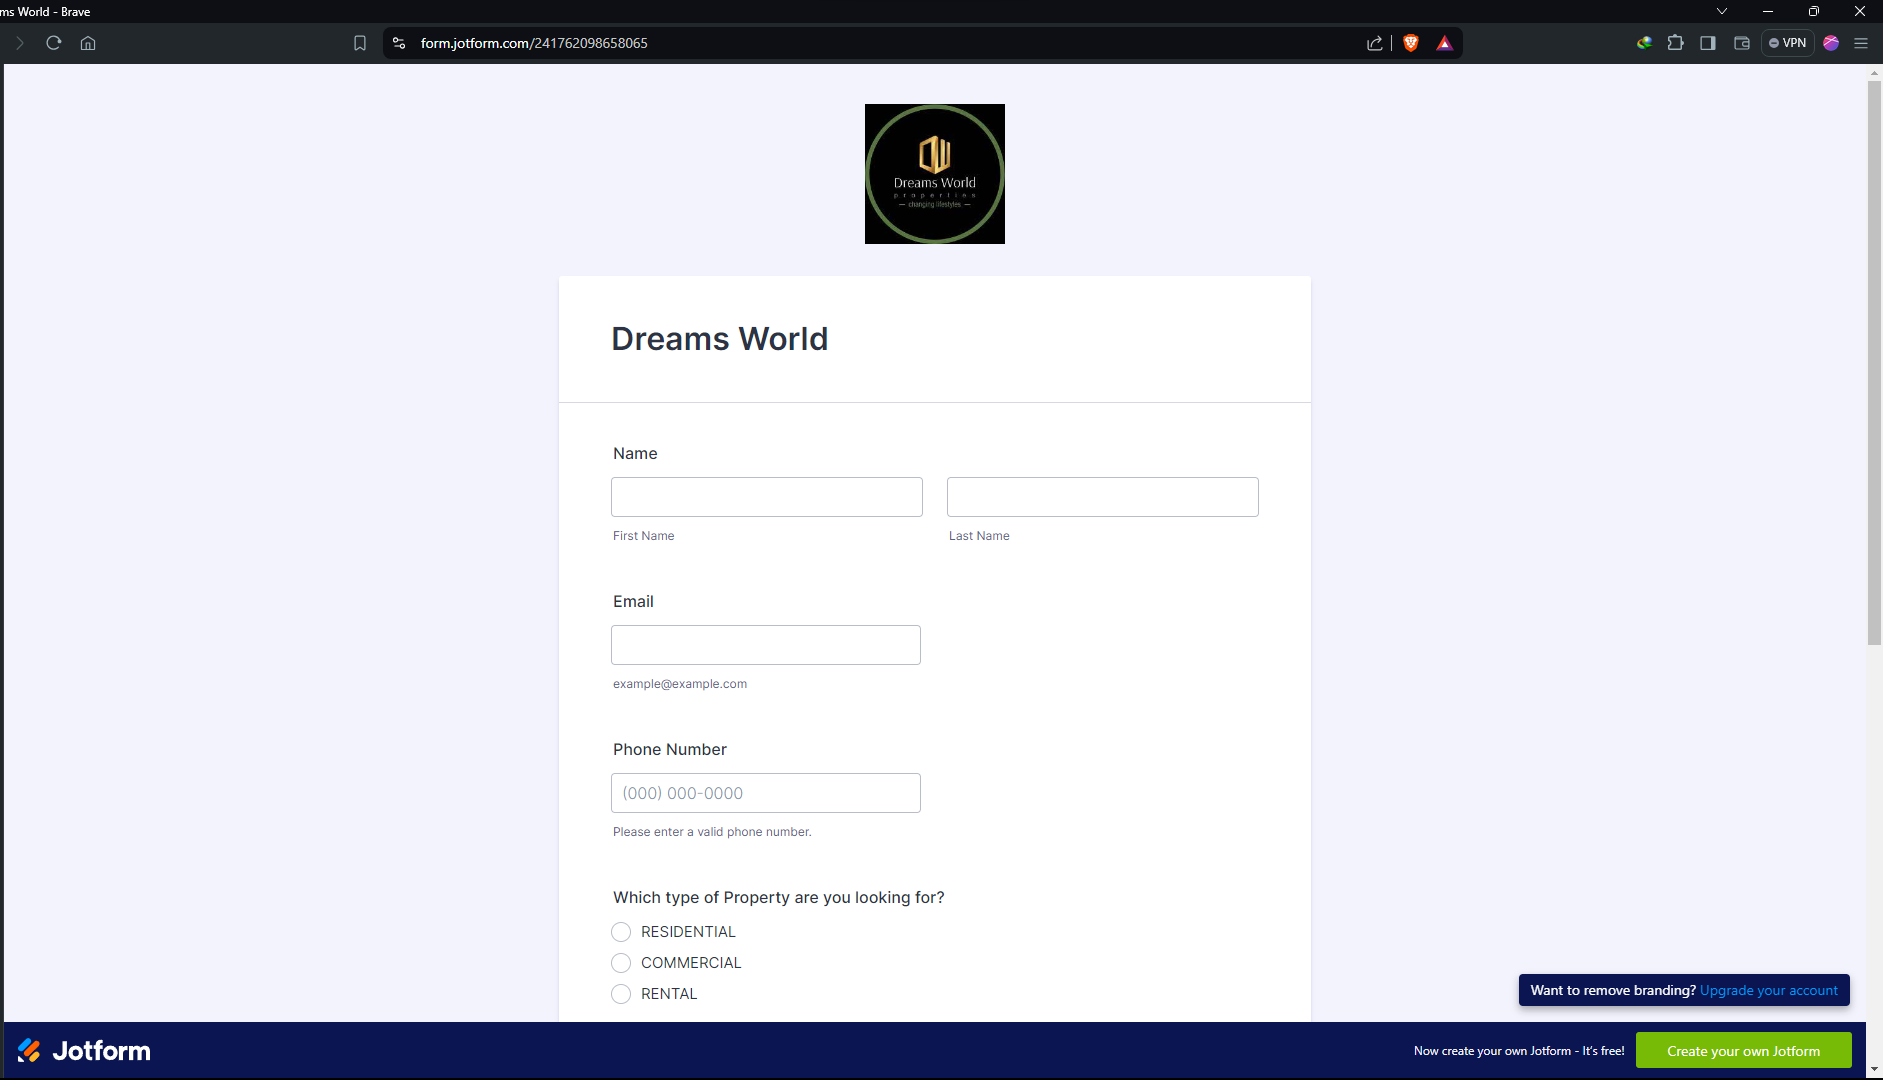 ms World - Brave
form.jotform.com/241762098658065
VPN
Dreams World
properties
— changing lifestyles —
Dreams World
Name
First Name
Last Name
Email
example@example.com
Phone Number
(000) 000-0000
Please enter a valid phone number.
Which type of Property are you looking for?
RESIDENTIAL
COMMERCIAL
RENTAL
Want to remove branding? Upgrade your account
Jotform
Now create your own Jotform - It's free!
Create your own Jotform